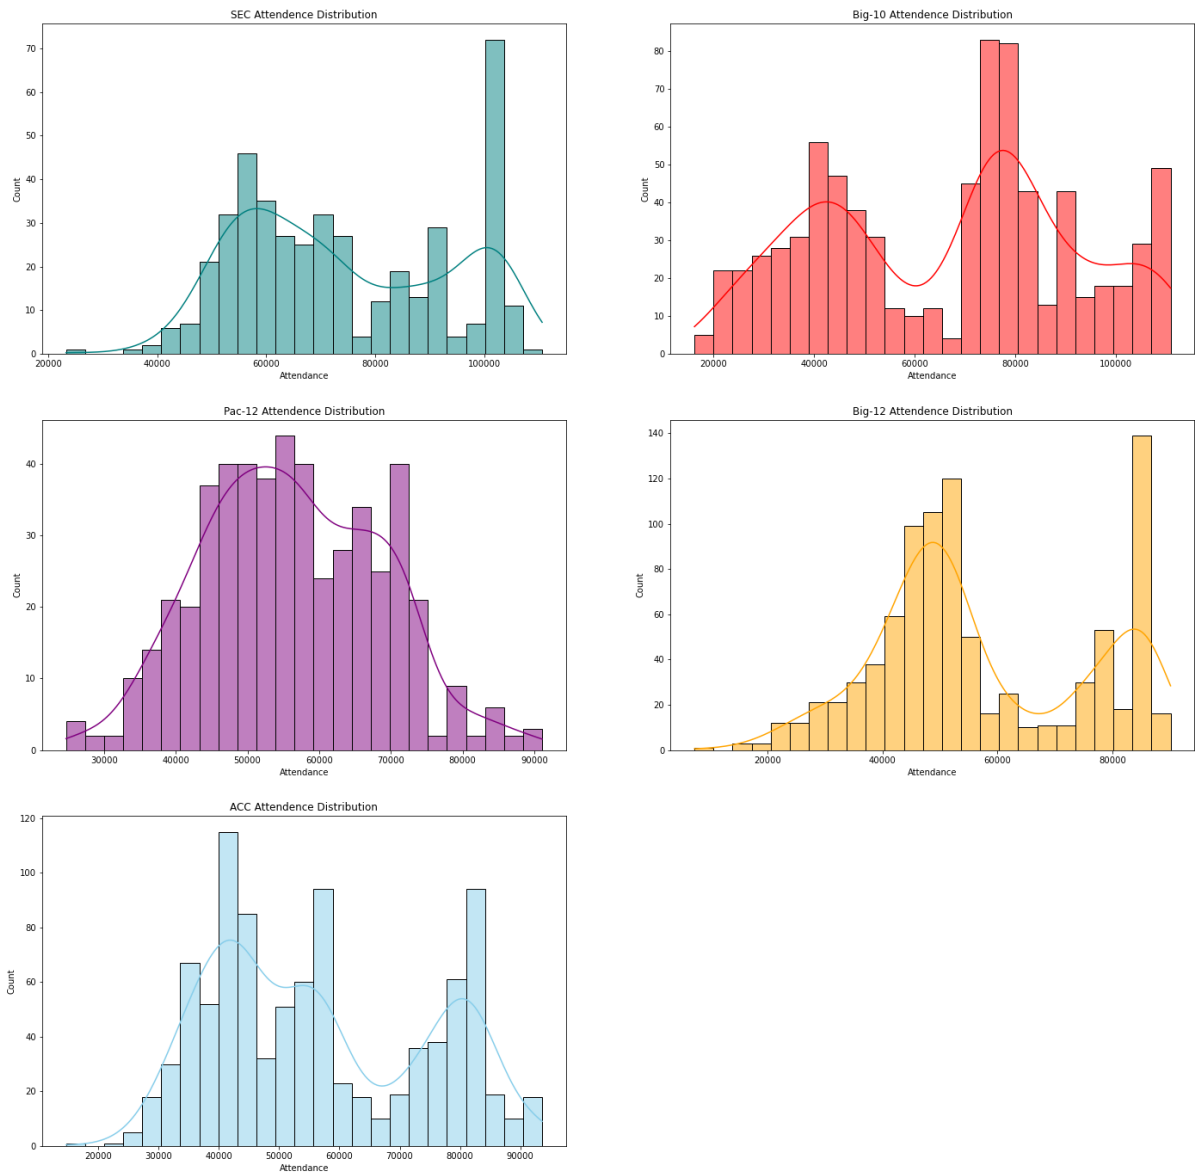 SEC Attendence Distribution
70
60
50
40
30
20
10
0
Count
20000 40000 60000 80000 100000
Attendance
Big-10 Attendence Distribution
80
70
60
50
40
30
20
10
0
Count
20000 40000 60000 80000 100000
Attendance
Pac-12 Attendence Distribution
40
30
20
10
0
Count
30000 40000 50000 60000 70000 80000 90000
Attendance
Big-12 Attendence Distribution
140
120
100
80
60
40
20
0
Count
20000 40000 60000 80000
Attendance
ACC Attendence Distribution
120
100
80
60
40
20
0
Count
20000 30000 40000 50000 60000 70000 80000 90000
Attendance